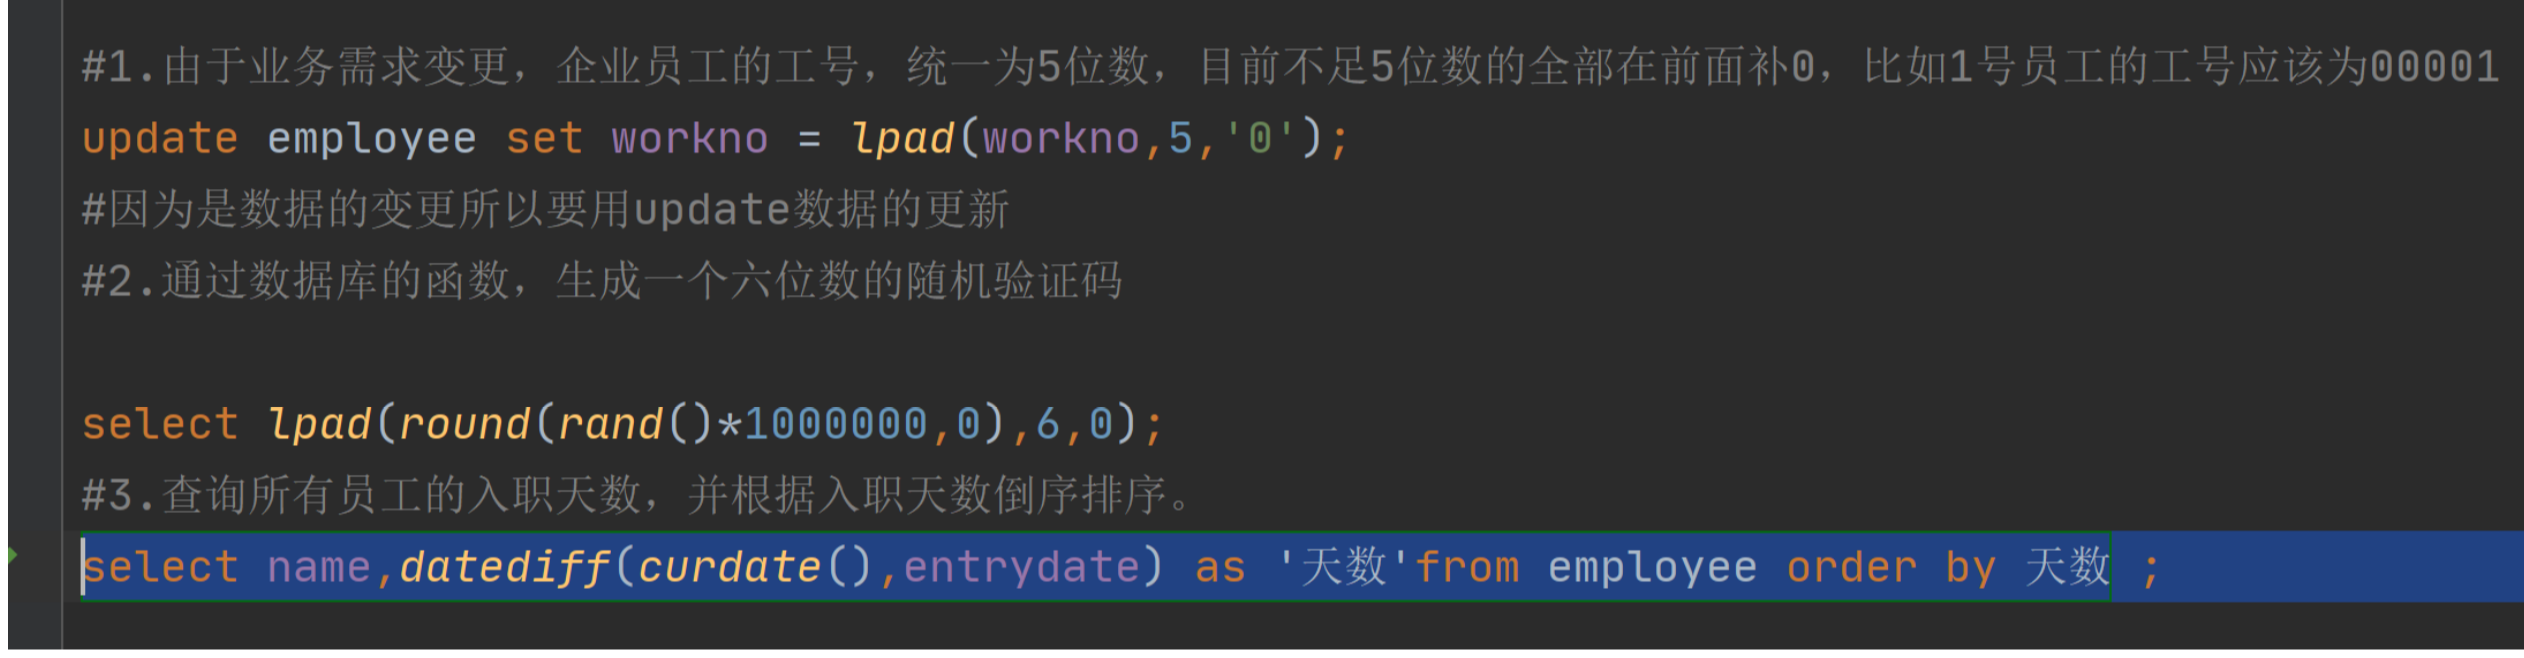 #1.由于业务需求变更，企业员工的工号，统一为5位数，目前不足5位数的全部在前面补0，比如1号员工的工号应该为00001
update employee set workno = lpad(workno,5,'0');
#因为是数据的变更所以要用update数据的更新
#2.通过数据库的函数，生成一个六位数的随机验证码
select lpad(round(rand()*1000000,0),6,0);
#3.查询所有员工的入职天数，并根据入职天数倒序排序。
select name,datediff(curdate(),entrydate) as '天数'from employee order by 天数 ;